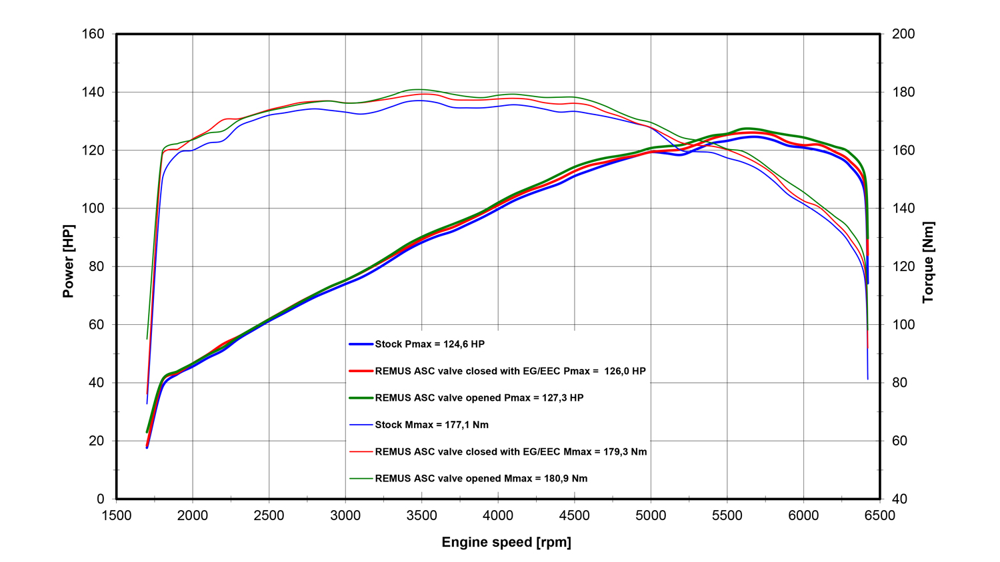 160
140
120
100
80
60
40
20
0
Power [HP]
200
180
160
140
120
100
80
60
40
Torque [Nm]
Stock Pmax = 124,6 HP
REMUS ASC valve closed with EG/EEC Pmax = 126,0 HP
REMUS ASC valve opened Pmax = 127,3 HP
Stock Mmax = 177,1 Nm
REMUS ASC valve closed with EG/EEC Mmax = 179,3 Nm
REMUS ASC valve opened Mmax = 180,9 Nm
1500 2000 2500 3000 3500 4000 4500 5000 5500 6000 6500
Engine speed [rpm]